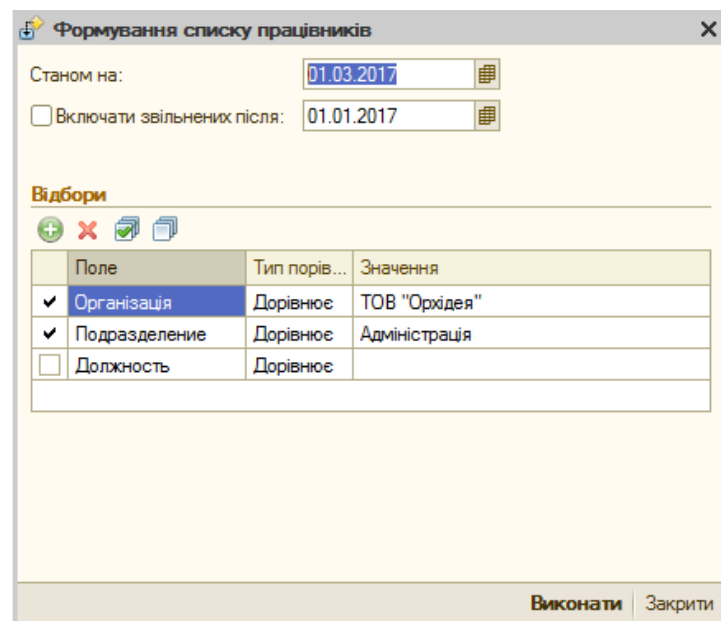 Формування списку працівників
Станом на: 01.03.2017
Включати звільнених після: 01.01.2017
Відбори
Поле Тип порів... Значення
Організація Дорівнює ТОВ "Орхідея"
Подразделение Дорівнює Адміністрація
Должность Дорівнює
Виконати Закрити